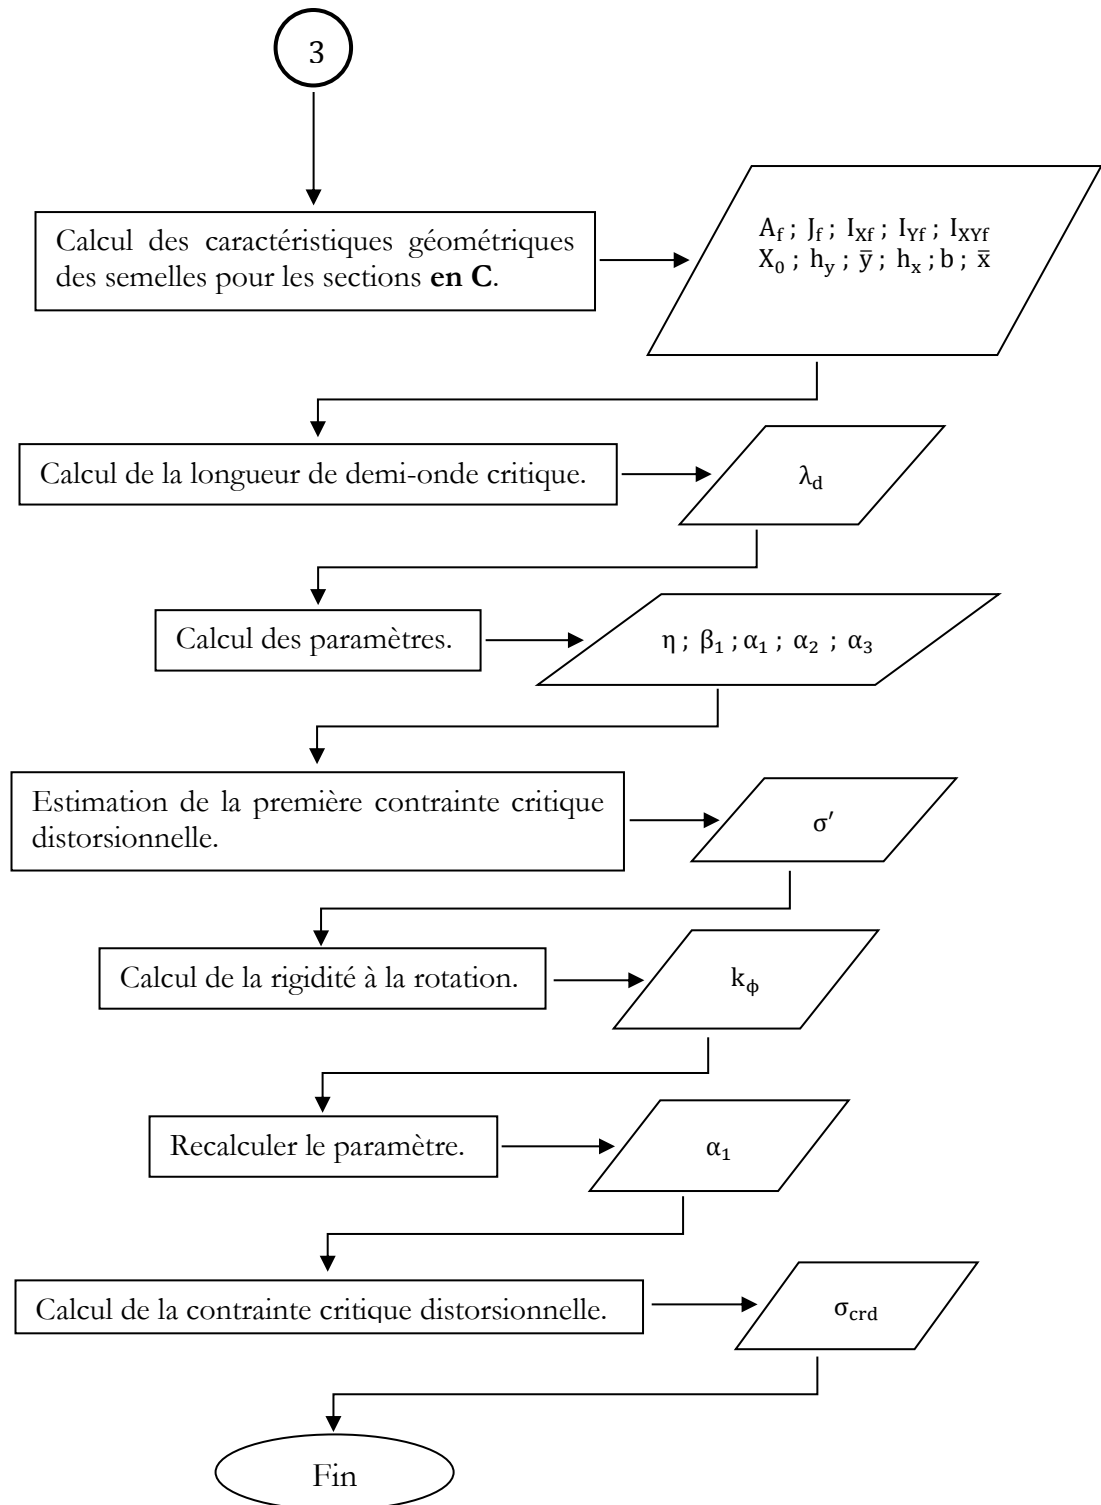 3
Calcul des caractéristiques géométriques
des semelles pour les sections en C.
A_f ; J_f ; I_Xf ; I_Yf ; I_XYf
X_0 ; h_y ; ȳ ; h_x ; b ; x̄
Calcul de la longueur de demi-onde critique.
λ_d
Calcul des paramètres.
η ; β_1 ; α_1 ; α_2 ; α_3
Estimation de la première contrainte critique
distorsionnelle.
σ′
Calcul de la rigidité à la rotation.
k_ϕ
Recalculer le paramètre.
α_1
Calcul de la contrainte critique distorsionnelle.
σ_crd
Fin